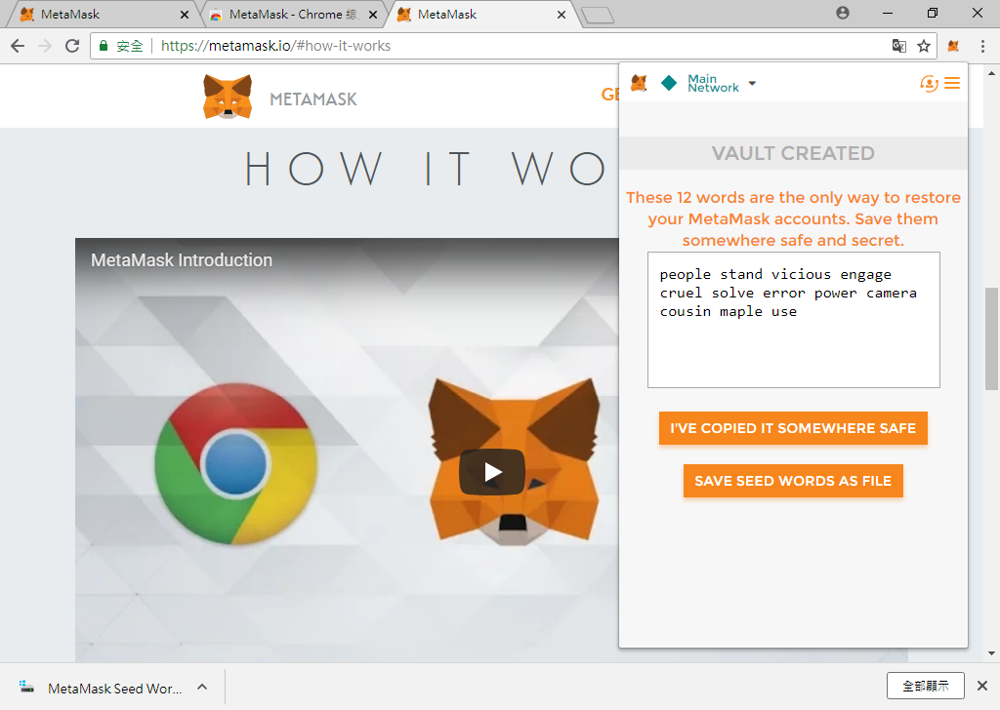 MetaMask
MetaMask - Chrome 線
MetaMask
安全
https://metamask.io/#how-it-works
METAMASK
GE
HOW IT WO
MetaMask Introduction
Main
Network
VAULT CREATED
These 12 words are the only way to restore
your MetaMask accounts. Save them
somewhere safe and secret.
people stand vicious engage
cruel solve error power camera
cousin maple use
I'VE COPIED IT SOMEWHERE SAFE
SAVE SEED WORDS AS FILE
MetaMask Seed Wor...
全部顯示